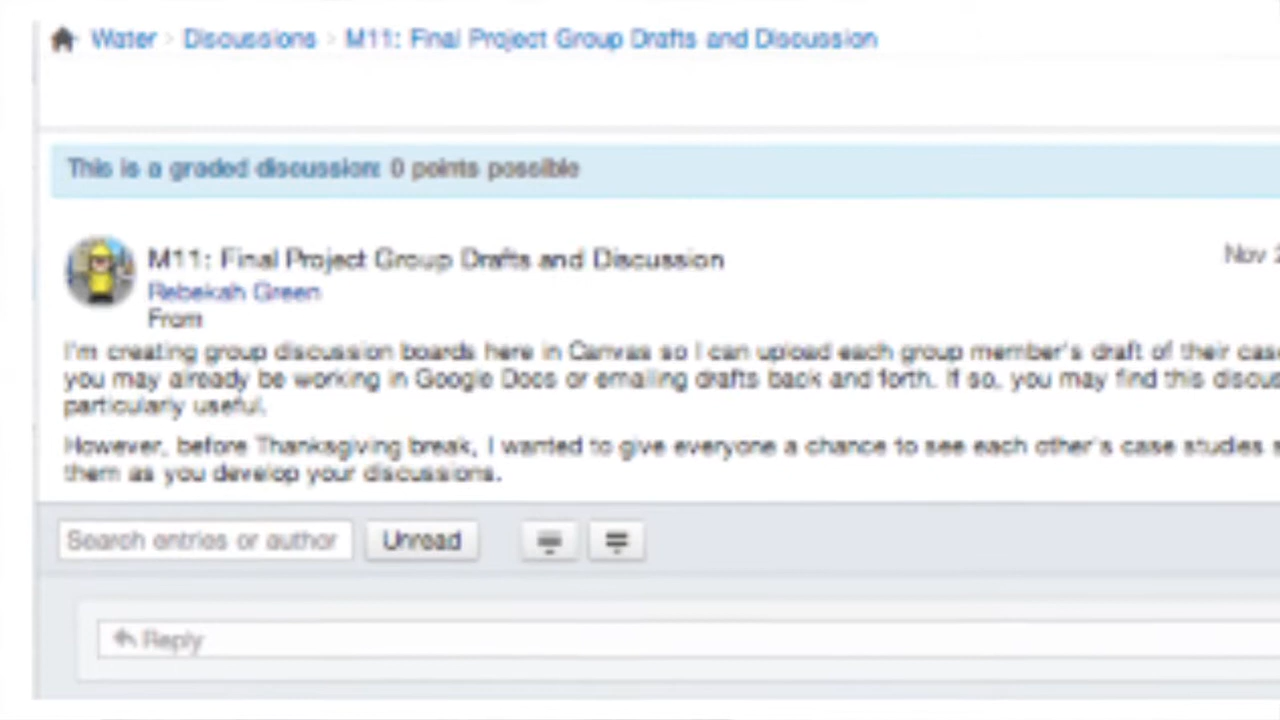 Water > Discussions > M11: Final Project Group Drafts and Discussion
This is a graded discussion: 0 points possible
M11: Final Project Group Drafts and Discussion
Nov 2
Rebekah Green
From
I'm creating group discussion boards here in Canvas so I can upload each group member's draft of their cas
you may already be working in Google Docs or emailing drafts back and forth. If so, you may find this discus
particularly useful.
However, before Thanksgiving break, I wanted to give everyone a chance to see each other's case studies s
them as you develop your discussions.
Search entries or author Unread
Reply